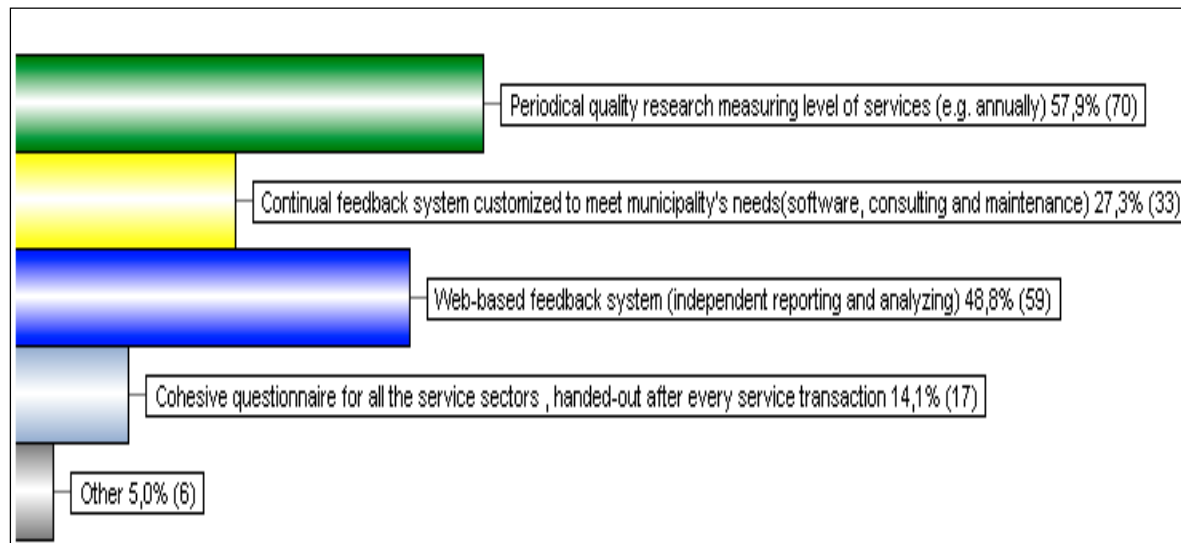 Periodical quality research measuring level of services (e.g. annually) 57,9% (70)
Continual feedback system customized to meet municipality's needs(software, consulting and maintenance) 27,3% (33)
Web-based feedback system (independent reporting and analyzing) 48,8% (59)
Cohesive questionnaire for all the service sectors , handed-out after every service transaction 14,1% (17)
Other 5,0% (6)